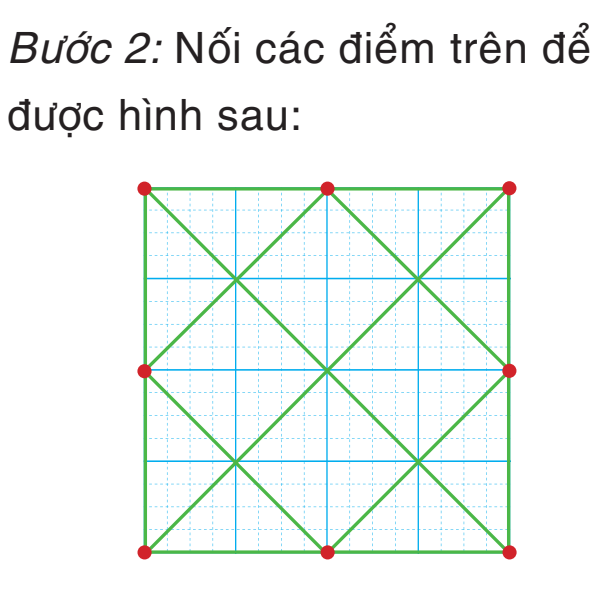 Bước 2: Nối các điểm trên để
được hình sau: